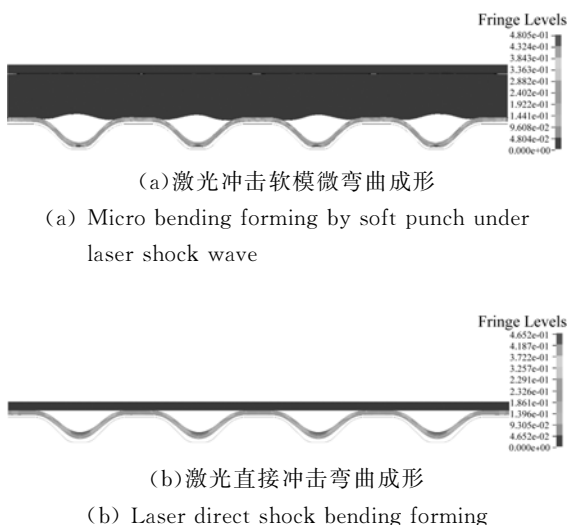 Fringe Levels
4.805e-01
4.324e-01
3.843e-01
3.363e-01
2.882e-01
2.402e-01
1.922e-01
1.441e-01
9.608e-02
4.804e-02
0.000e+00
(a)激光冲击软模微弯曲成形
(a) Micro bending forming by soft punch under
laser shock wave
Fringe Levels
4.652e-01
4.187e-01
3.722e-01
3.257e-01
2.291e-01
2.326e-01
1.861e-01
1.396e-01
9.305e-02
4.652e-02
0.000e+00
(b)激光直接冲击弯曲成形
(b) Laser direct shock bending forming